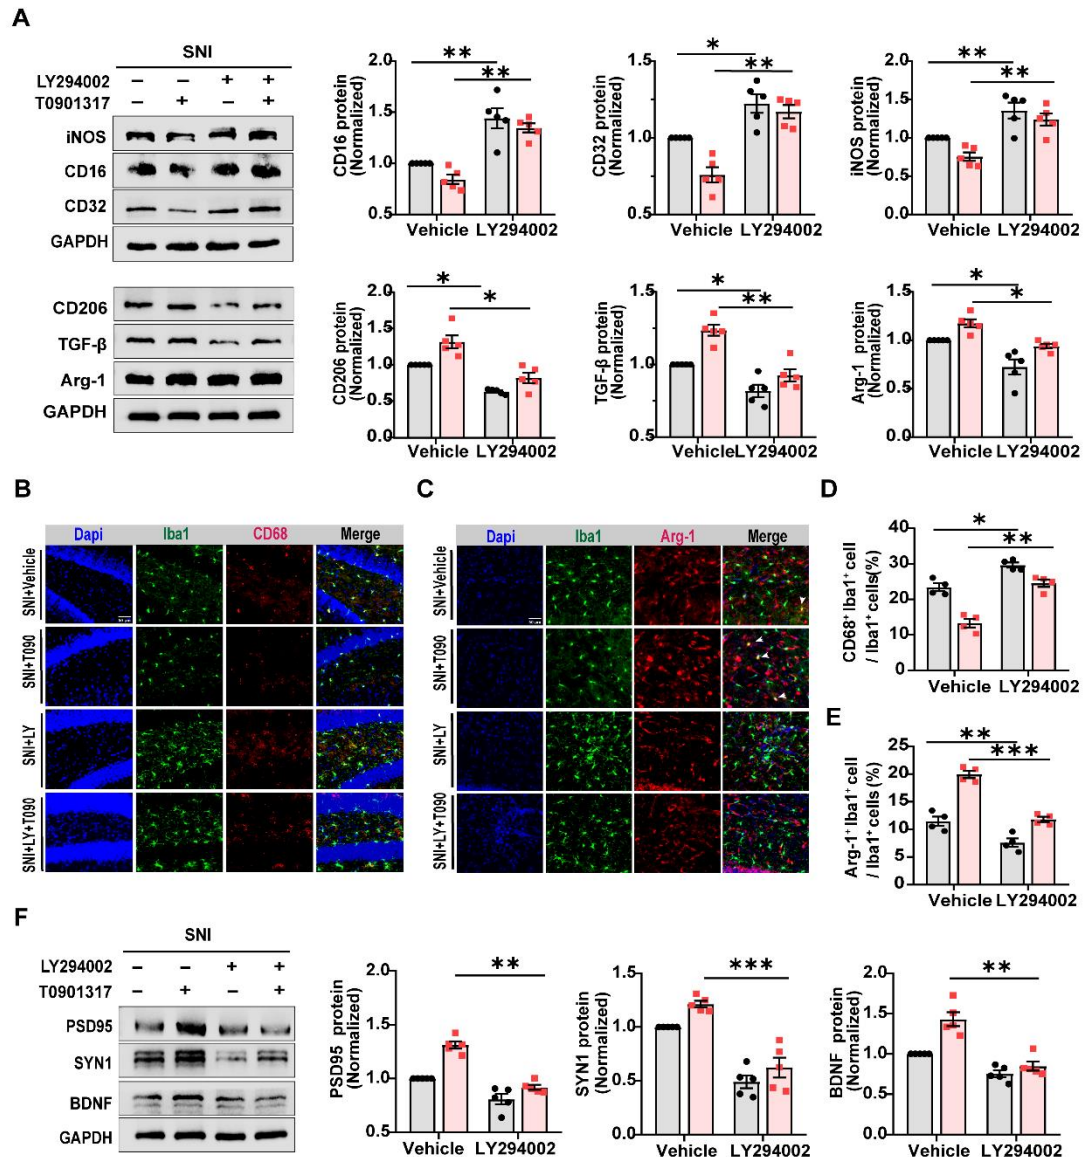 A
SNI
LY294002 − − + +
T0901317 − + − +
iNOS
CD16
CD32
GAPDH
CD206
TGF-β
Arg-1
GAPDH
CD16 protein
(Normalized)
2.0
1.5
1.0
0.5
**
**
Vehicle LY294002
CD32 protein
(Normalized)
1.5
1.0
0.5
*
**
Vehicle LY294002
iNOS protein
(Normalized)
2.0
1.5
1.0
0.5
0.0
**
**
Vehicle LY294002
CD206 protein
(Normalized)
2.0
1.5
1.0
0.5
0.0
*
*
Vehicle LY294002
TGF-β protein
(Normalized)
1.5
1.0
0.5
*
**
Vehicle LY294002
Arg-1 protein
(Normalized)
1.5
1.0
0.5
0.0
*
*
Vehicle LY294002
B
Dapi Iba1 CD68 Merge
SNI+Vehicle
SNI+T090
SNI+LY
SNI+LY+T090
C
Dapi Iba1 Arg-1 Merge
SNI+Vehicle
SNI+T090
SNI+LY
SNI+LY+T090
D
CD68⁺ Iba1⁺ cell
/ Iba1⁺ cells(%)
40
30
20
10
0
*
**
Vehicle LY294002
E
Arg-1⁺ Iba1⁺ cell
/ Iba1⁺ cells (%)
25
20
15
10
5
0
**
***
Vehicle LY294002
F
SNI
LY294002 − − + +
T0901317 − + − +
PSD95
SYN1
BDNF
GAPDH
PSD95 protein
(Normalized)
2.0
1.5
1.0
0.5
**
Vehicle LY294002
SYN1 protein
(Normalized)
1.5
1.0
0.5
0.0
***
Vehicle LY294002
BDNF protein
(Normalized)
2.0
1.5
1.0
0.5
0.0
**
Vehicle LY294002